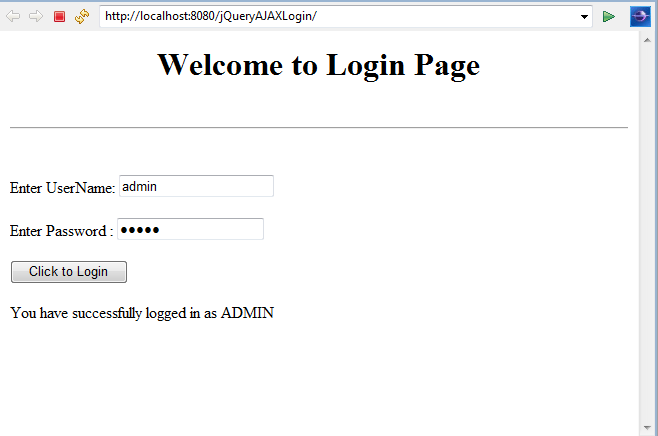 http://localhost:8080/jQueryAJAXLogin/
Welcome to Login Page
Enter UserName: admin
Enter Password : •••••
Click to Login
You have successfully logged in as ADMIN